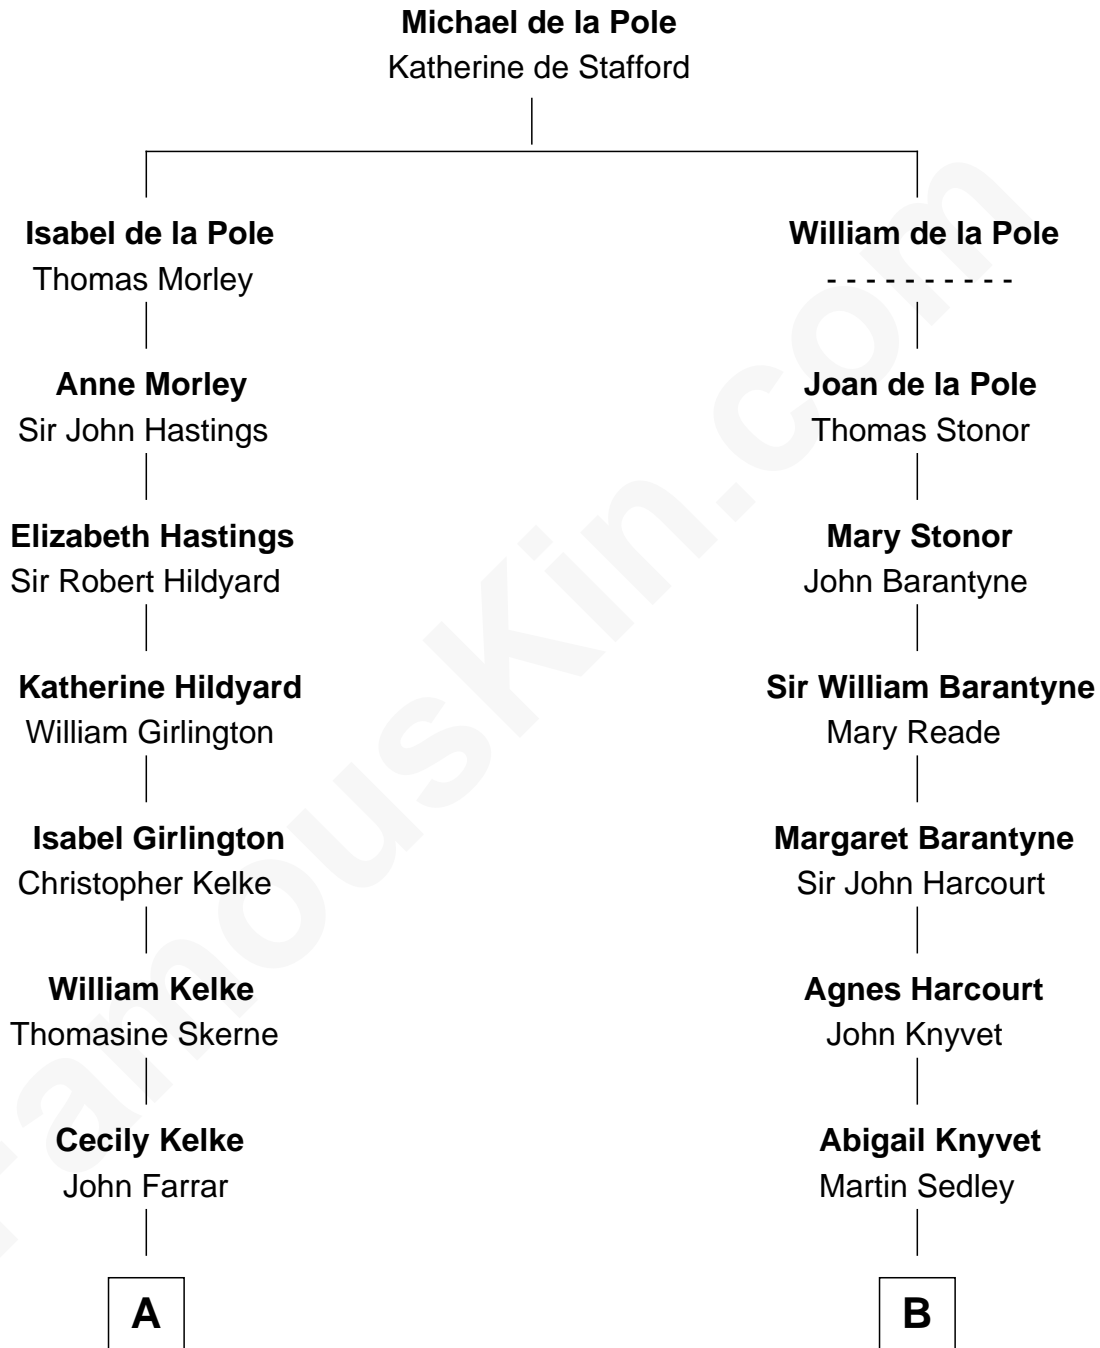 Michael de la Pole
Katherine de Stafford
Isabel de la Pole
Thomas Morley
William de la Pole
- - - - - - - - - -
Anne Morley
Sir John Hastings
Joan de la Pole
Thomas Stonor
Elizabeth Hastings
Sir Robert Hildyard
Mary Stonor
John Barantyne
Katherine Hildyard
William Girlington
Sir William Barantyne
Mary Reade
Isabel Girlington
Christopher Kelke
Margaret Barantyne
Sir John Harcourt
William Kelke
Thomasine Skerne
Agnes Harcourt
John Knyvet
Cecily Kelke
John Farrar
Abigail Knyvet
Martin Sedley
A
B
FamousKin.com